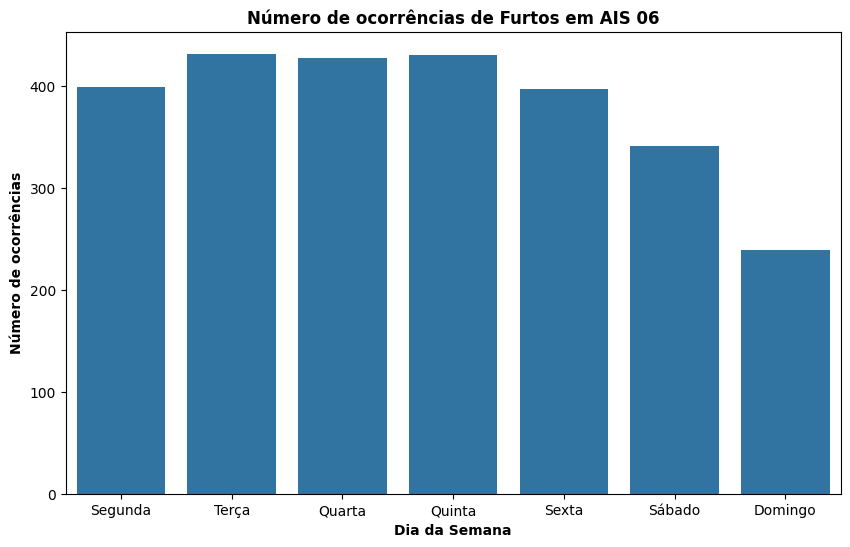 Número de ocorrências de Furtos em AIS 06
Número de ocorrências
400
300
200
100
0
Segunda Terça Quarta Quinta Sexta Sábado Domingo
Dia da Semana